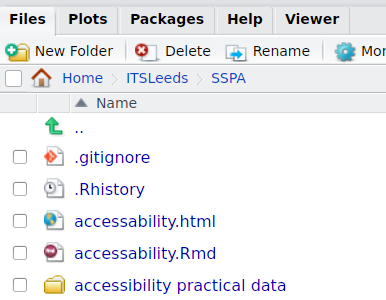 Files Plots Packages Help Viewer
New Folder Delete Rename
Home ITSLeeds SSPA
Name
..
.gitignore
.Rhistory
accessability.html
accessability.Rmd
accessibility practical data